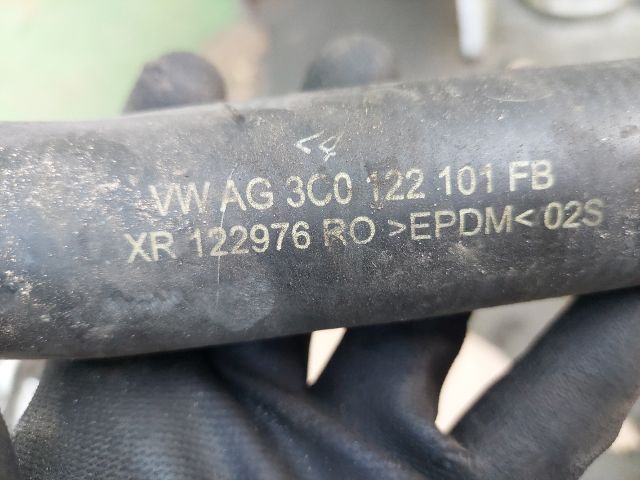 VW AG 3C0 122 101 FB
XR 122976 RO >EPDM< 02S